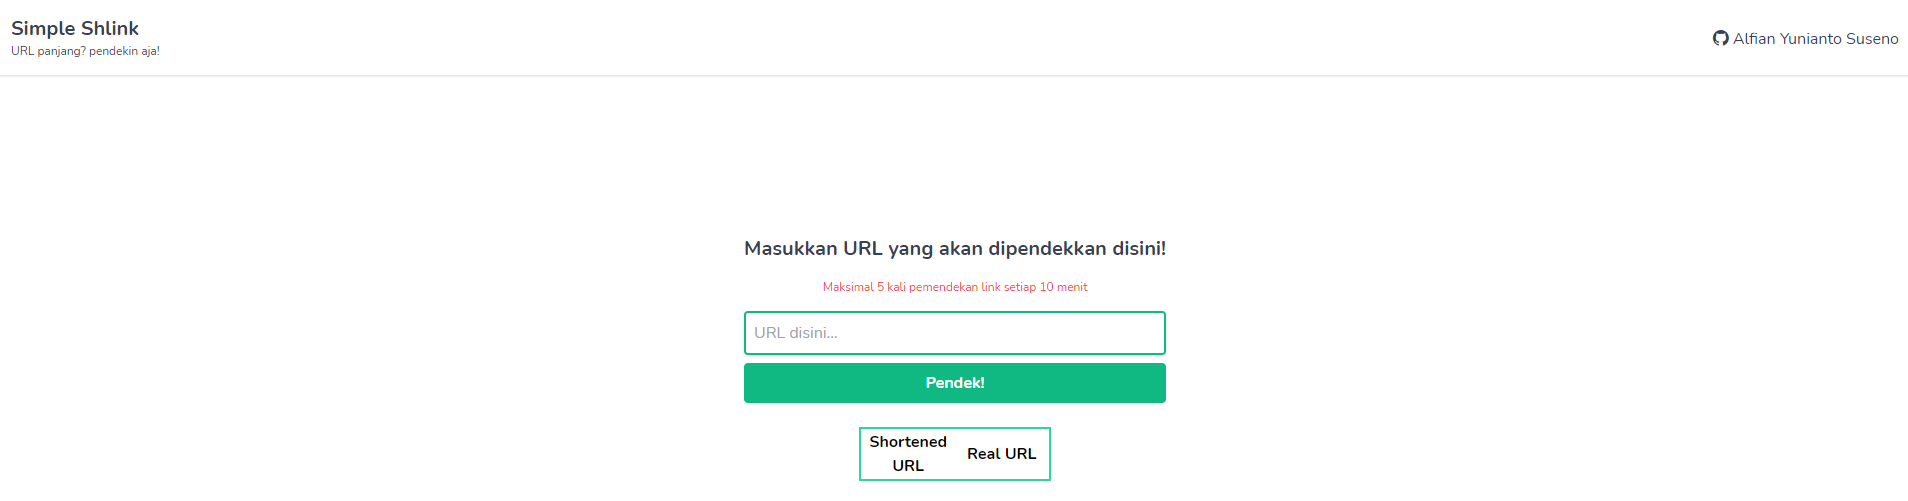 Simple Shlink
URL panjang? pendekin aja!
Alfian Yunianto Suseno
Masukkan URL yang akan dipendekkan disini!
Maksimal 5 kali pemendekan link setiap 10 menit
URL disini...
Pendek!
Shortened
URL
Real URL